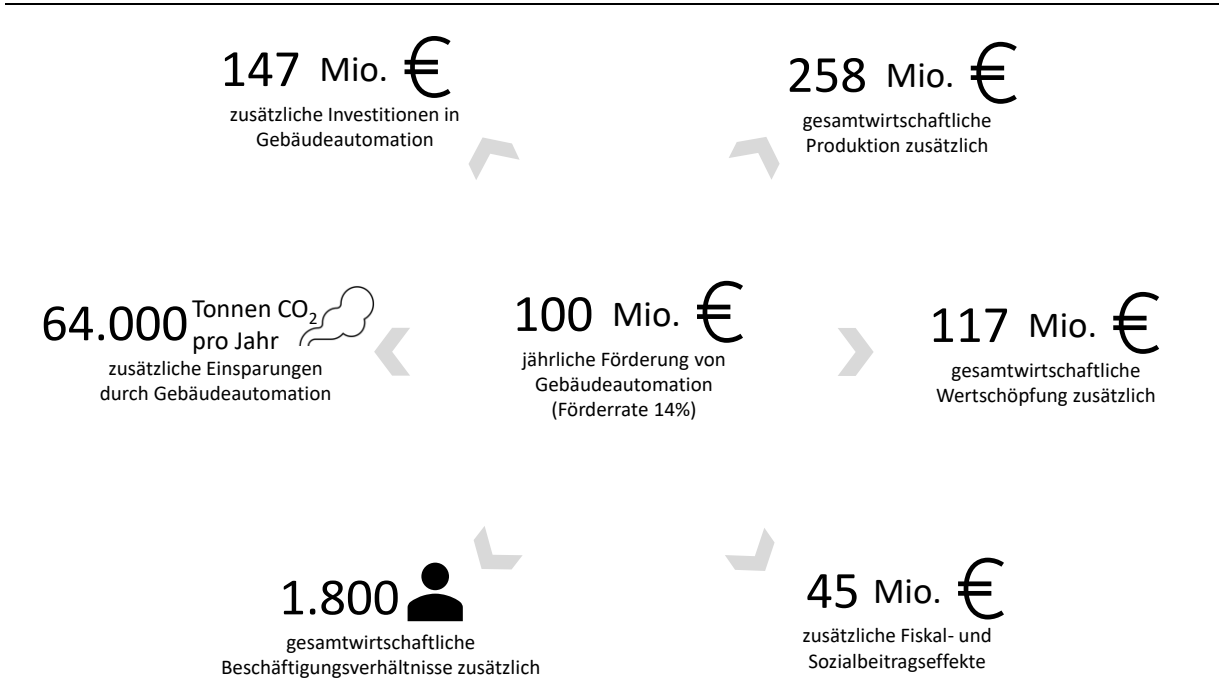 147 Mio. €
zusätzliche Investitionen in
Gebäudeautomation
258 Mio. €
gesamtwirtschaftliche
Produktion zusätzlich
64.000 Tonnen CO₂
pro Jahr
zusätzliche Einsparungen
durch Gebäudeautomation
100 Mio. €
jährliche Förderung von
Gebäudeautomation
(Förderrate 14%)
117 Mio. €
gesamtwirtschaftliche
Wertschöpfung zusätzlich
1.800
gesamtwirtschaftliche
Beschäftigungsverhältnisse zusätzlich
45 Mio. €
zusätzliche Fiskal- und
Sozialbeitragseffekte